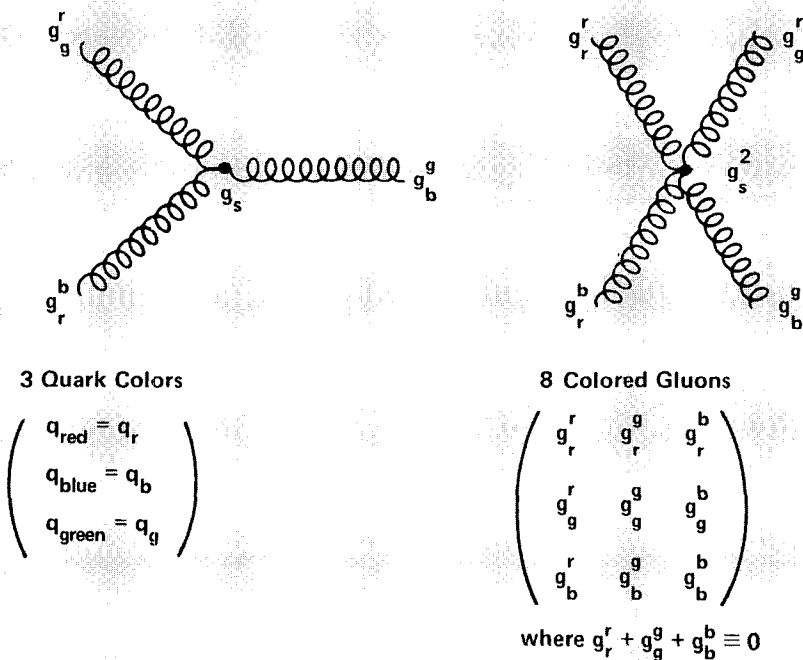 g^r_g
g^r_r
g^r_g
g_s
g^g_b
g_s^2
g^b_r
g^b_r
g^g_b
3 Quark Colors
q_red = q_r
q_blue = q_b
q_green = q_g
8 Colored Gluons
g^r_r g^g_r g^b_r
g^r_g g^g_g g^b_g
g^r_b g^g_b g^b_b
where g^r_r + g^g_g + g^b_b ≡ 0